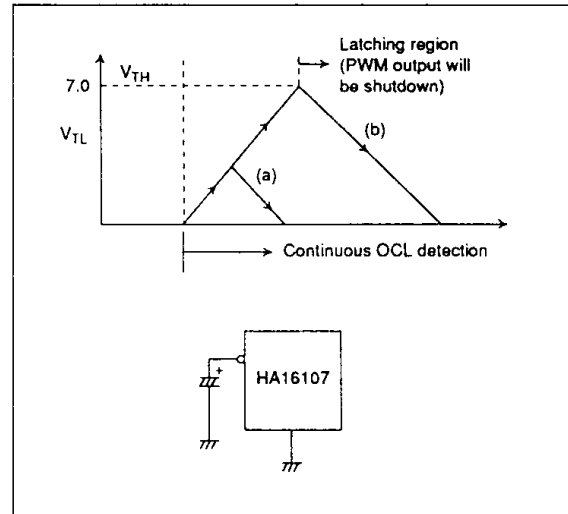 Latching region
(PWM output will
be shutdown)
V_TH
7.0
V_TL
(b)
(a)
Continuous OCL detection
+
HA16107